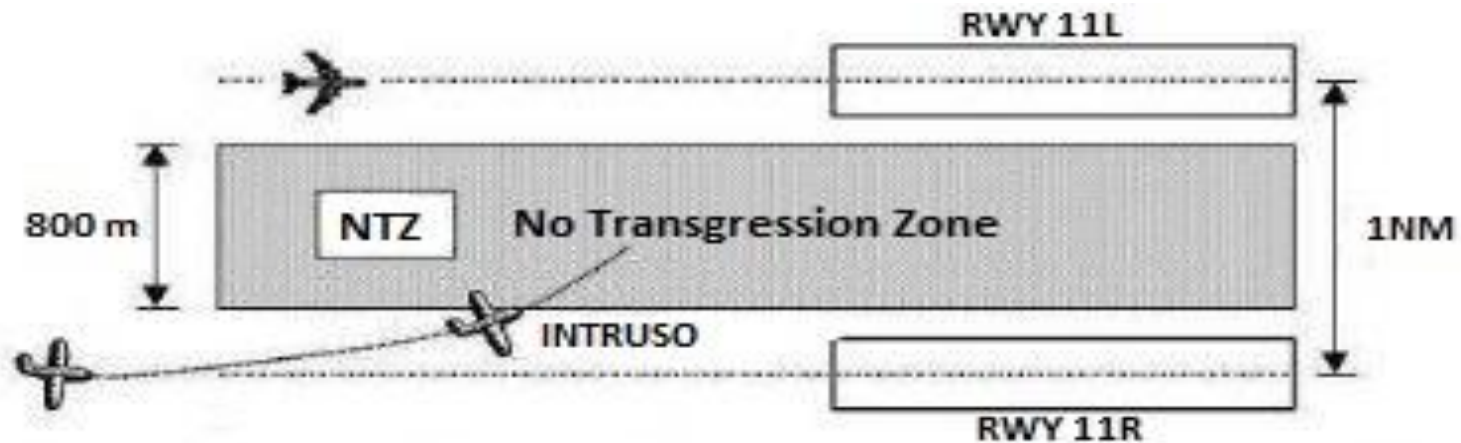 RWY 11L
800 m
NTZ
No Transgression Zone
1NM
INTRUSO
RWY 11R